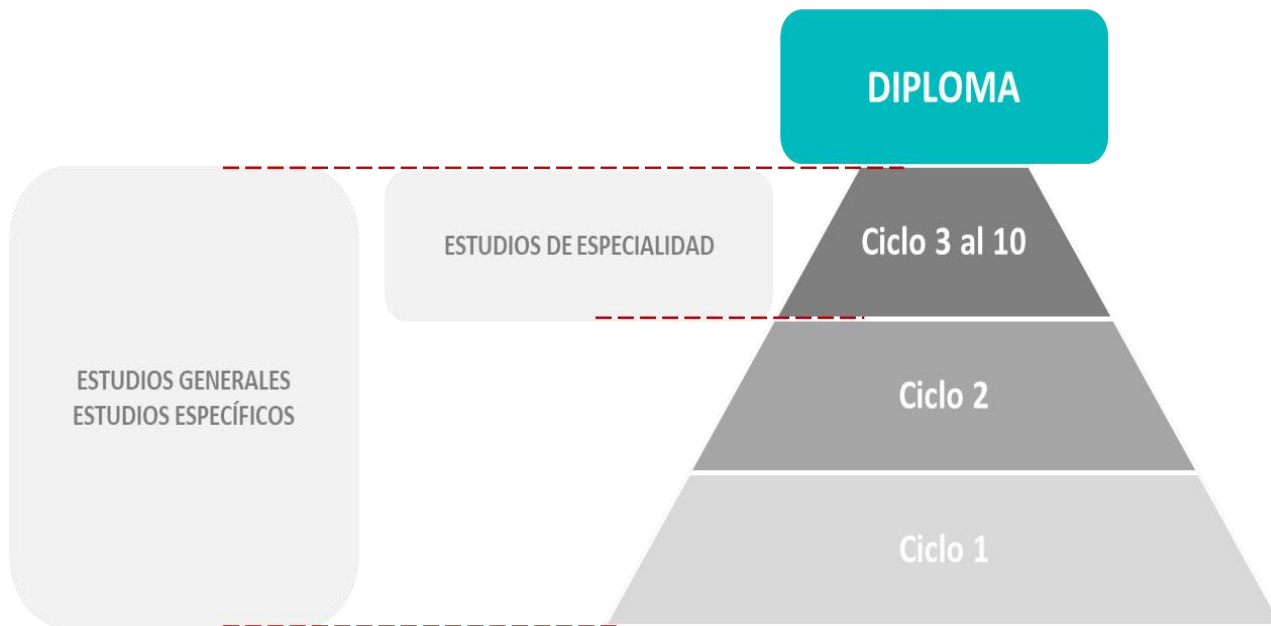 DIPLOMA
ESTUDIOS DE ESPECIALIDAD
Ciclo 3 al 10
ESTUDIOS GENERALES
ESTUDIOS ESPECÍFICOS
Ciclo 2
Ciclo 1